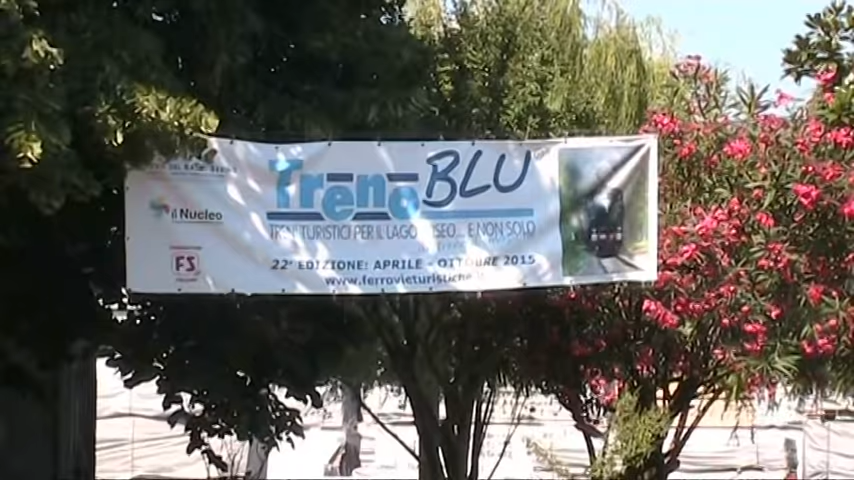 Treno BLU
il Nucleo
TRENI TURISTICI PER IL LAGO D'ISEO... E NON SOLO
FS
22ª EDIZIONE: APRILE - OTTOBRE 2015
www.ferrovieturistiche.it